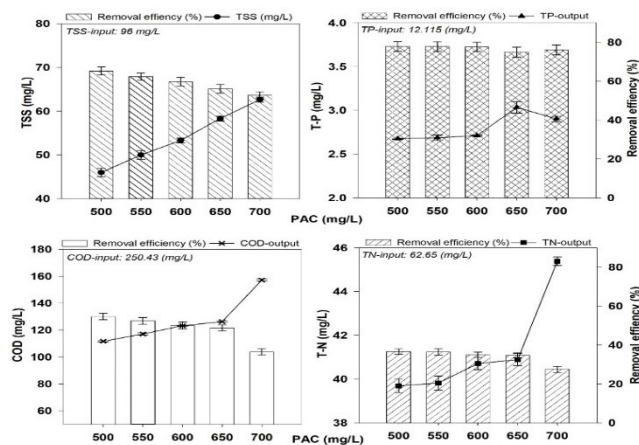 Removal effiency (%) TSS (mg/L)
TSS-input: 96 mg/L
TSS (mg/L)
80
70
60
50
40
500 550 600 650 700
PAC (mg/L)
Removal efficiency (%) TP-output
TP-input: 12.115 (mg/L)
T-P (mg/L)
4.0
3.5
3.0
2.5
2.0
Removal effiency (%)
80
60
40
20
0
500 550 600 650 700
PAC (mg/L)
Removal efficiency (%) COD-output
COD-input: 250.43 (mg/L)
COD (mg/L)
180
160
140
120
100
80
60
500 550 600 650 700
PAC (mg/L)
Removal efficiency (%) TN-output
TN-input: 62.65 (mg/L)
T-N (mg/L)
46
44
42
40
38
Removal effiency (%)
80
60
40
20
0
500 550 600 650 700
PAC (mg/L)